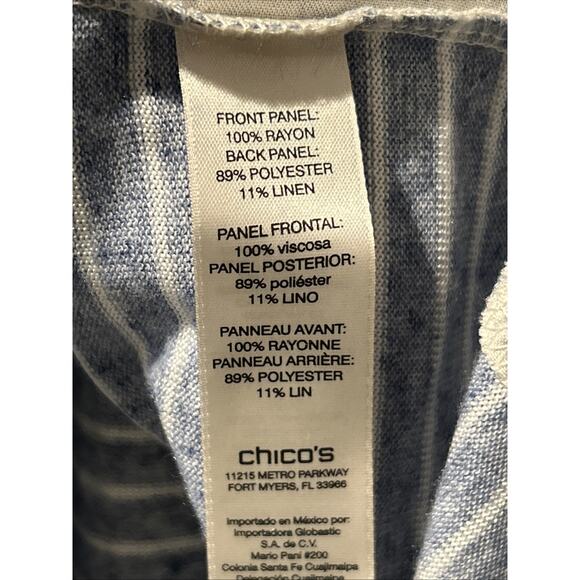 FRONT PANEL:
100% RAYON
BACK PANEL:
89% POLYESTER
11% LINEN
PANEL FRONTAL:
100% viscosa
PANEL POSTERIOR:
89% poliéster
11% LINO
PANNEAU AVANT:
100% RAYONNE
PANNEAU ARRIÈRE:
89% POLYESTER
11% LIN
chico's
11215 METRO PARKWAY
FORT MYERS, FL 33966
Importado en México por:
Importadora Globastic
S.A. de C.V.
Mario Pani #200
Colonia Santa Fe Cuajimalpa
Delegación Cuajimalpa